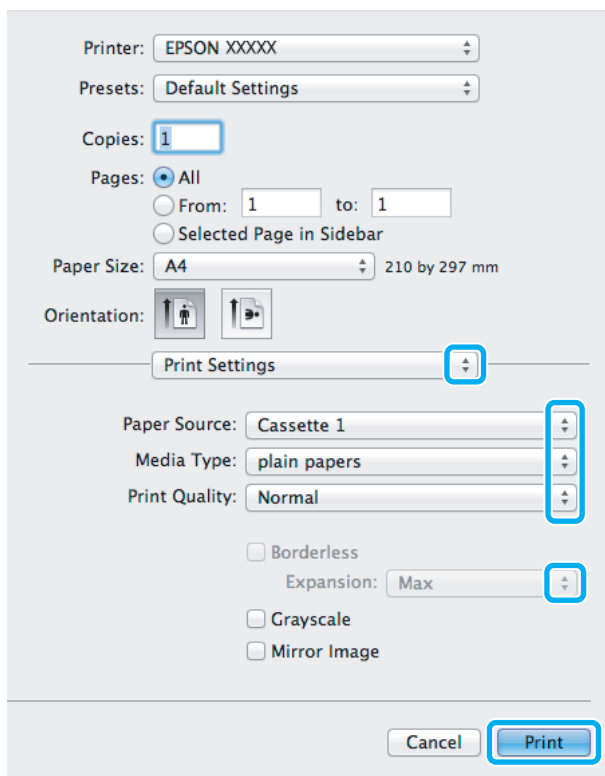 Printer: EPSON XXXXX
Presets: Default Settings
Copies: 1
Pages: All
From: 1 to: 1
Selected Page in Sidebar
Paper Size: A4 210 by 297 mm
Orientation:
Print Settings
Paper Source: Cassette 1
Media Type: plain papers
Print Quality: Normal
Borderless
Expansion: Max
Grayscale
Mirror Image
Cancel Print